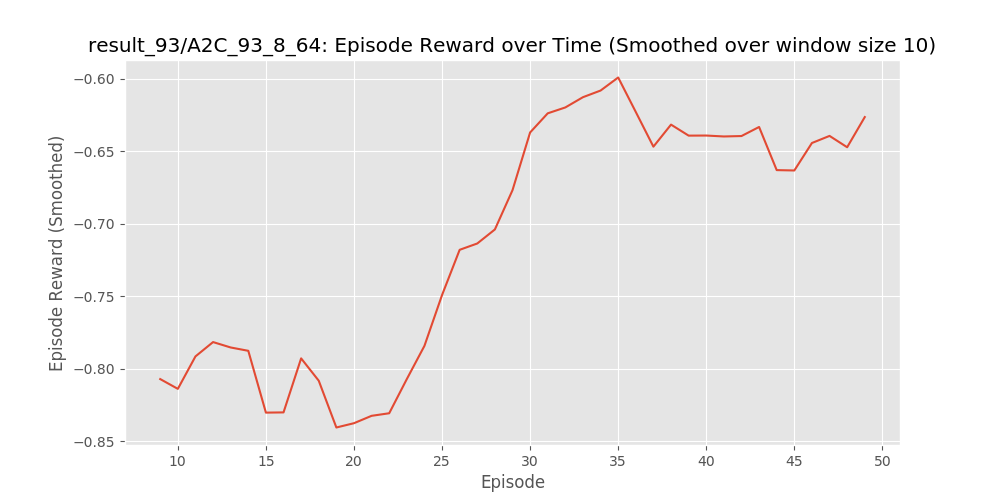 result_93/A2C_93_8_64: Episode Reward over Time (Smoothed over window size 10)
Episode Reward (Smoothed)
−0.60
−0.65
−0.70
−0.75
−0.80
−0.85
10 15 20 25 30 35 40 45 50
Episode